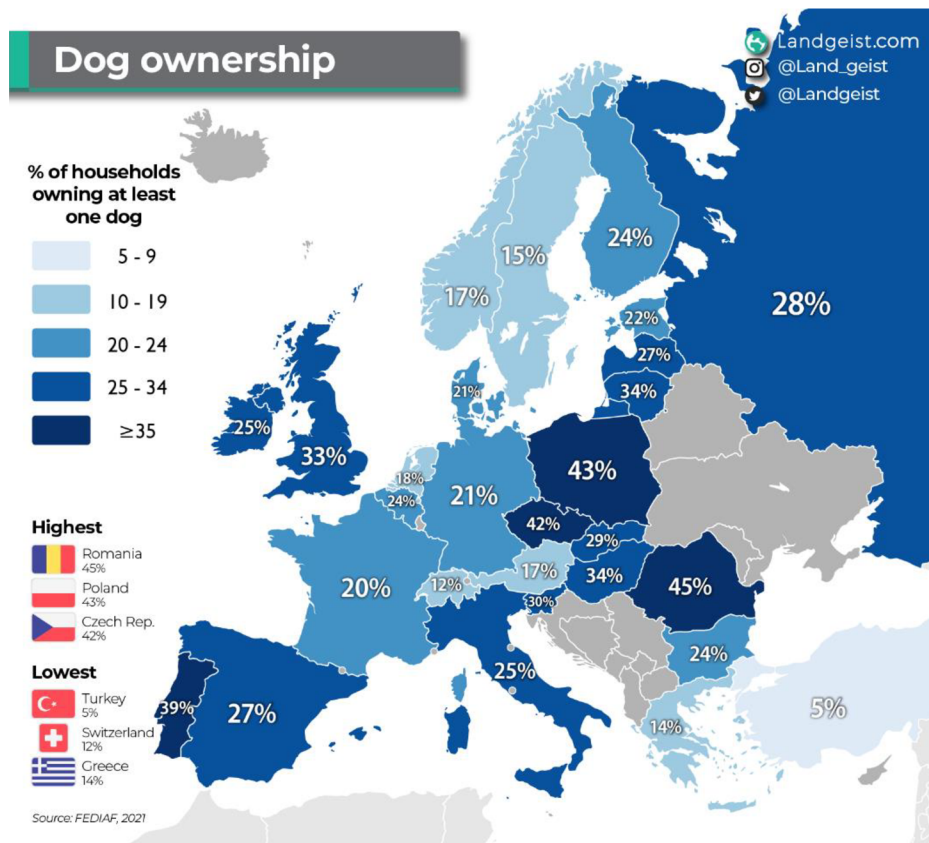 Dog ownership
Landgeist.com
@Land_geist
@Landgeist
% of households
owning at least
one dog
5 - 9
10 - 19
20 - 24
25 - 34
≥35
24%
15%
17%
28%
22%
27%
34%
21%
25%
33%
43%
18%
24%
21%
42%
29%
20%
12%
17%
34%
45%
30%
25%
24%
39%
27%
14%
5%
Highest
Romania
45%
Poland
43%
Czech Rep.
42%
Lowest
Turkey
5%
Switzerland
12%
Greece
14%
Source: FEDIAF, 2021